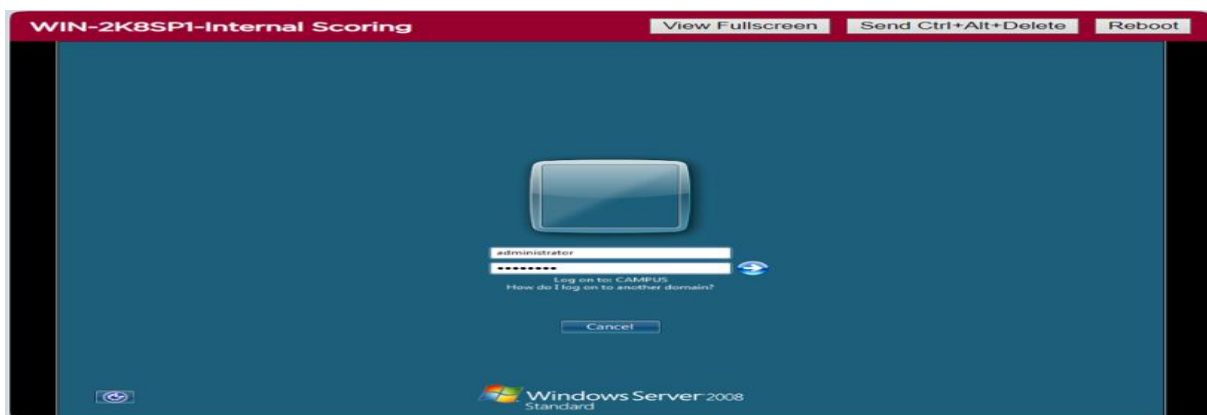 WIN-2K8SP1-Internal Scoring View Fullscreen Send Ctrl+Alt+Delete Reboot
administrator
••••••••
Log on to: CAMPUS
How do I log on to another domain?
Cancel
Windows Server 2008
Standard